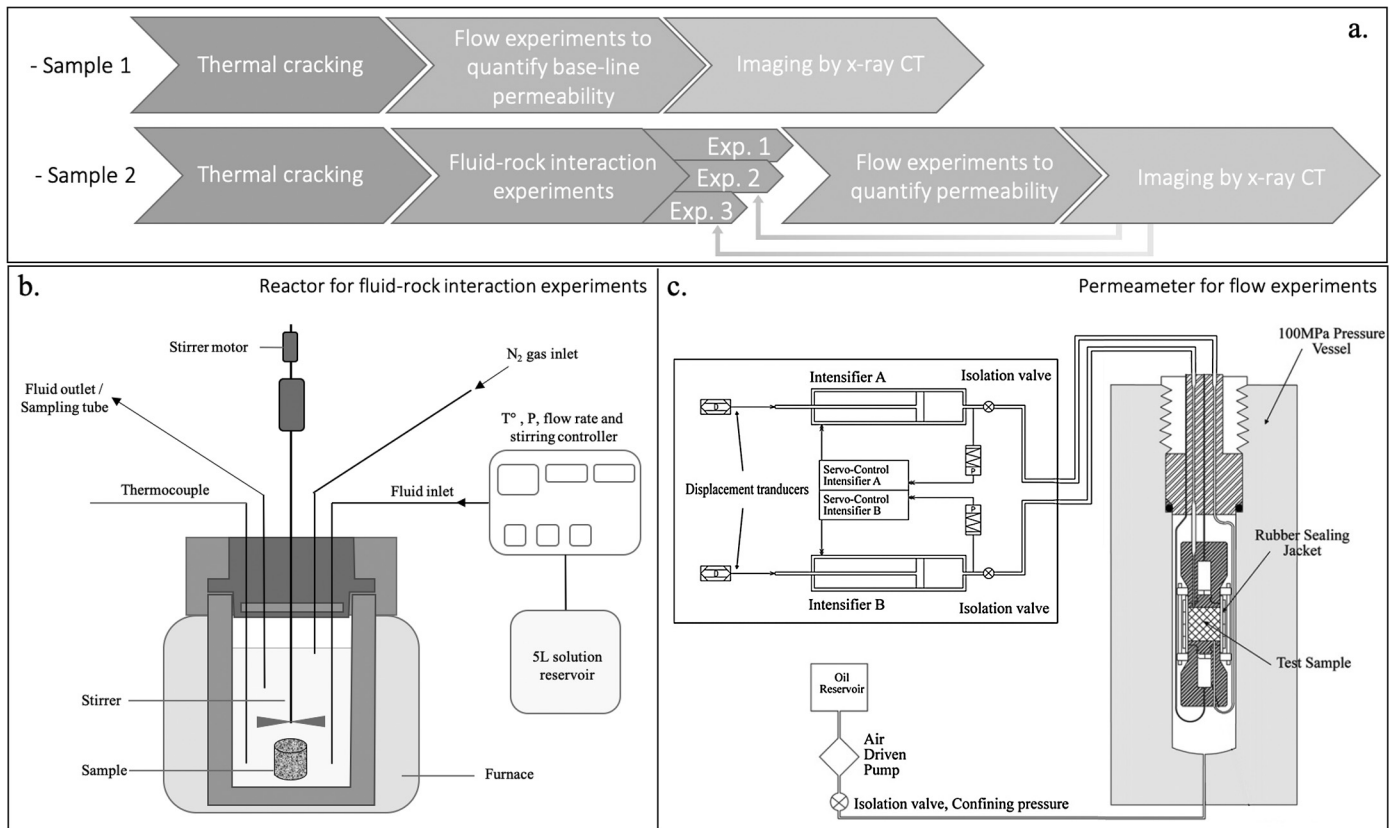 a.
- Sample 1
Thermal cracking
Flow experiments to
quantify base-line
permeability
Imaging by x-ray CT
- Sample 2
Thermal cracking
Fluid-rock interaction
experiments
Exp. 1
Exp. 2
Exp. 3
Flow experiments to
quantify permeability
Imaging by x-ray CT
b.
Reactor for fluid-rock interaction experiments
Stirrer motor
N2 gas inlet
Fluid outlet /
Sampling tube
T° , P, flow rate and
stirring controller
Thermocouple
Fluid inlet
5L solution
reservoir
Stirrer
Sample
Furnace
c.
Permeameter for flow experiments
100MPa Pressure
Vessel
Intensifier A
Isolation valve
P
Servo-Control
Intensifier A
Servo-Control
Intensifier B
Displacement tranducers
P
Intensifier B
Isolation valve
Rubber Sealing
Jacket
Test Sample
Oil
Reservoir
Air
Driven
Pump
Isolation valve, Confining pressure